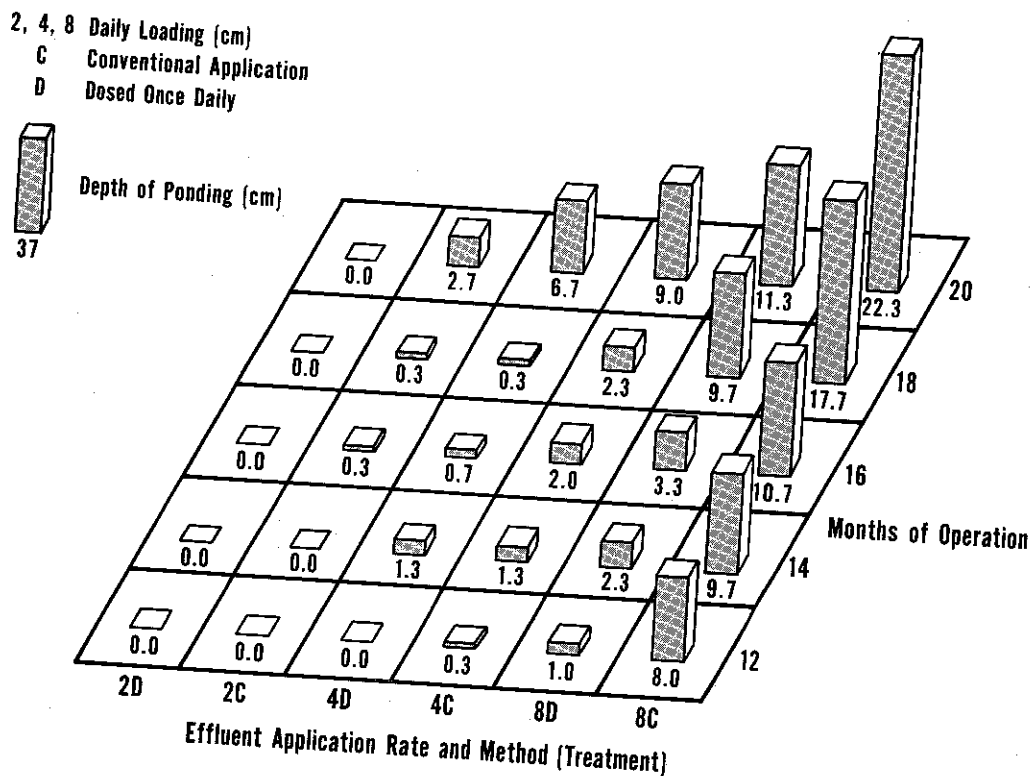 2, 4, 8 Daily Loading (cm)
C Conventional Application
D Dosed Once Daily
Depth of Ponding (cm)
37
0.0 2.7 6.7 9.0 11.3 22.3 20
0.0 0.3 0.3 2.3 9.7 17.7 18
0.0 0.3 0.7 2.0 3.3 10.7 16
Months of Operation
0.0 0.0 1.3 1.3 2.3 9.7 14
0.0 0.0 0.0 0.3 1.0 8.0 12
2D 2C 4D 4C 8D 8C
Effluent Application Rate and Method (Treatment)